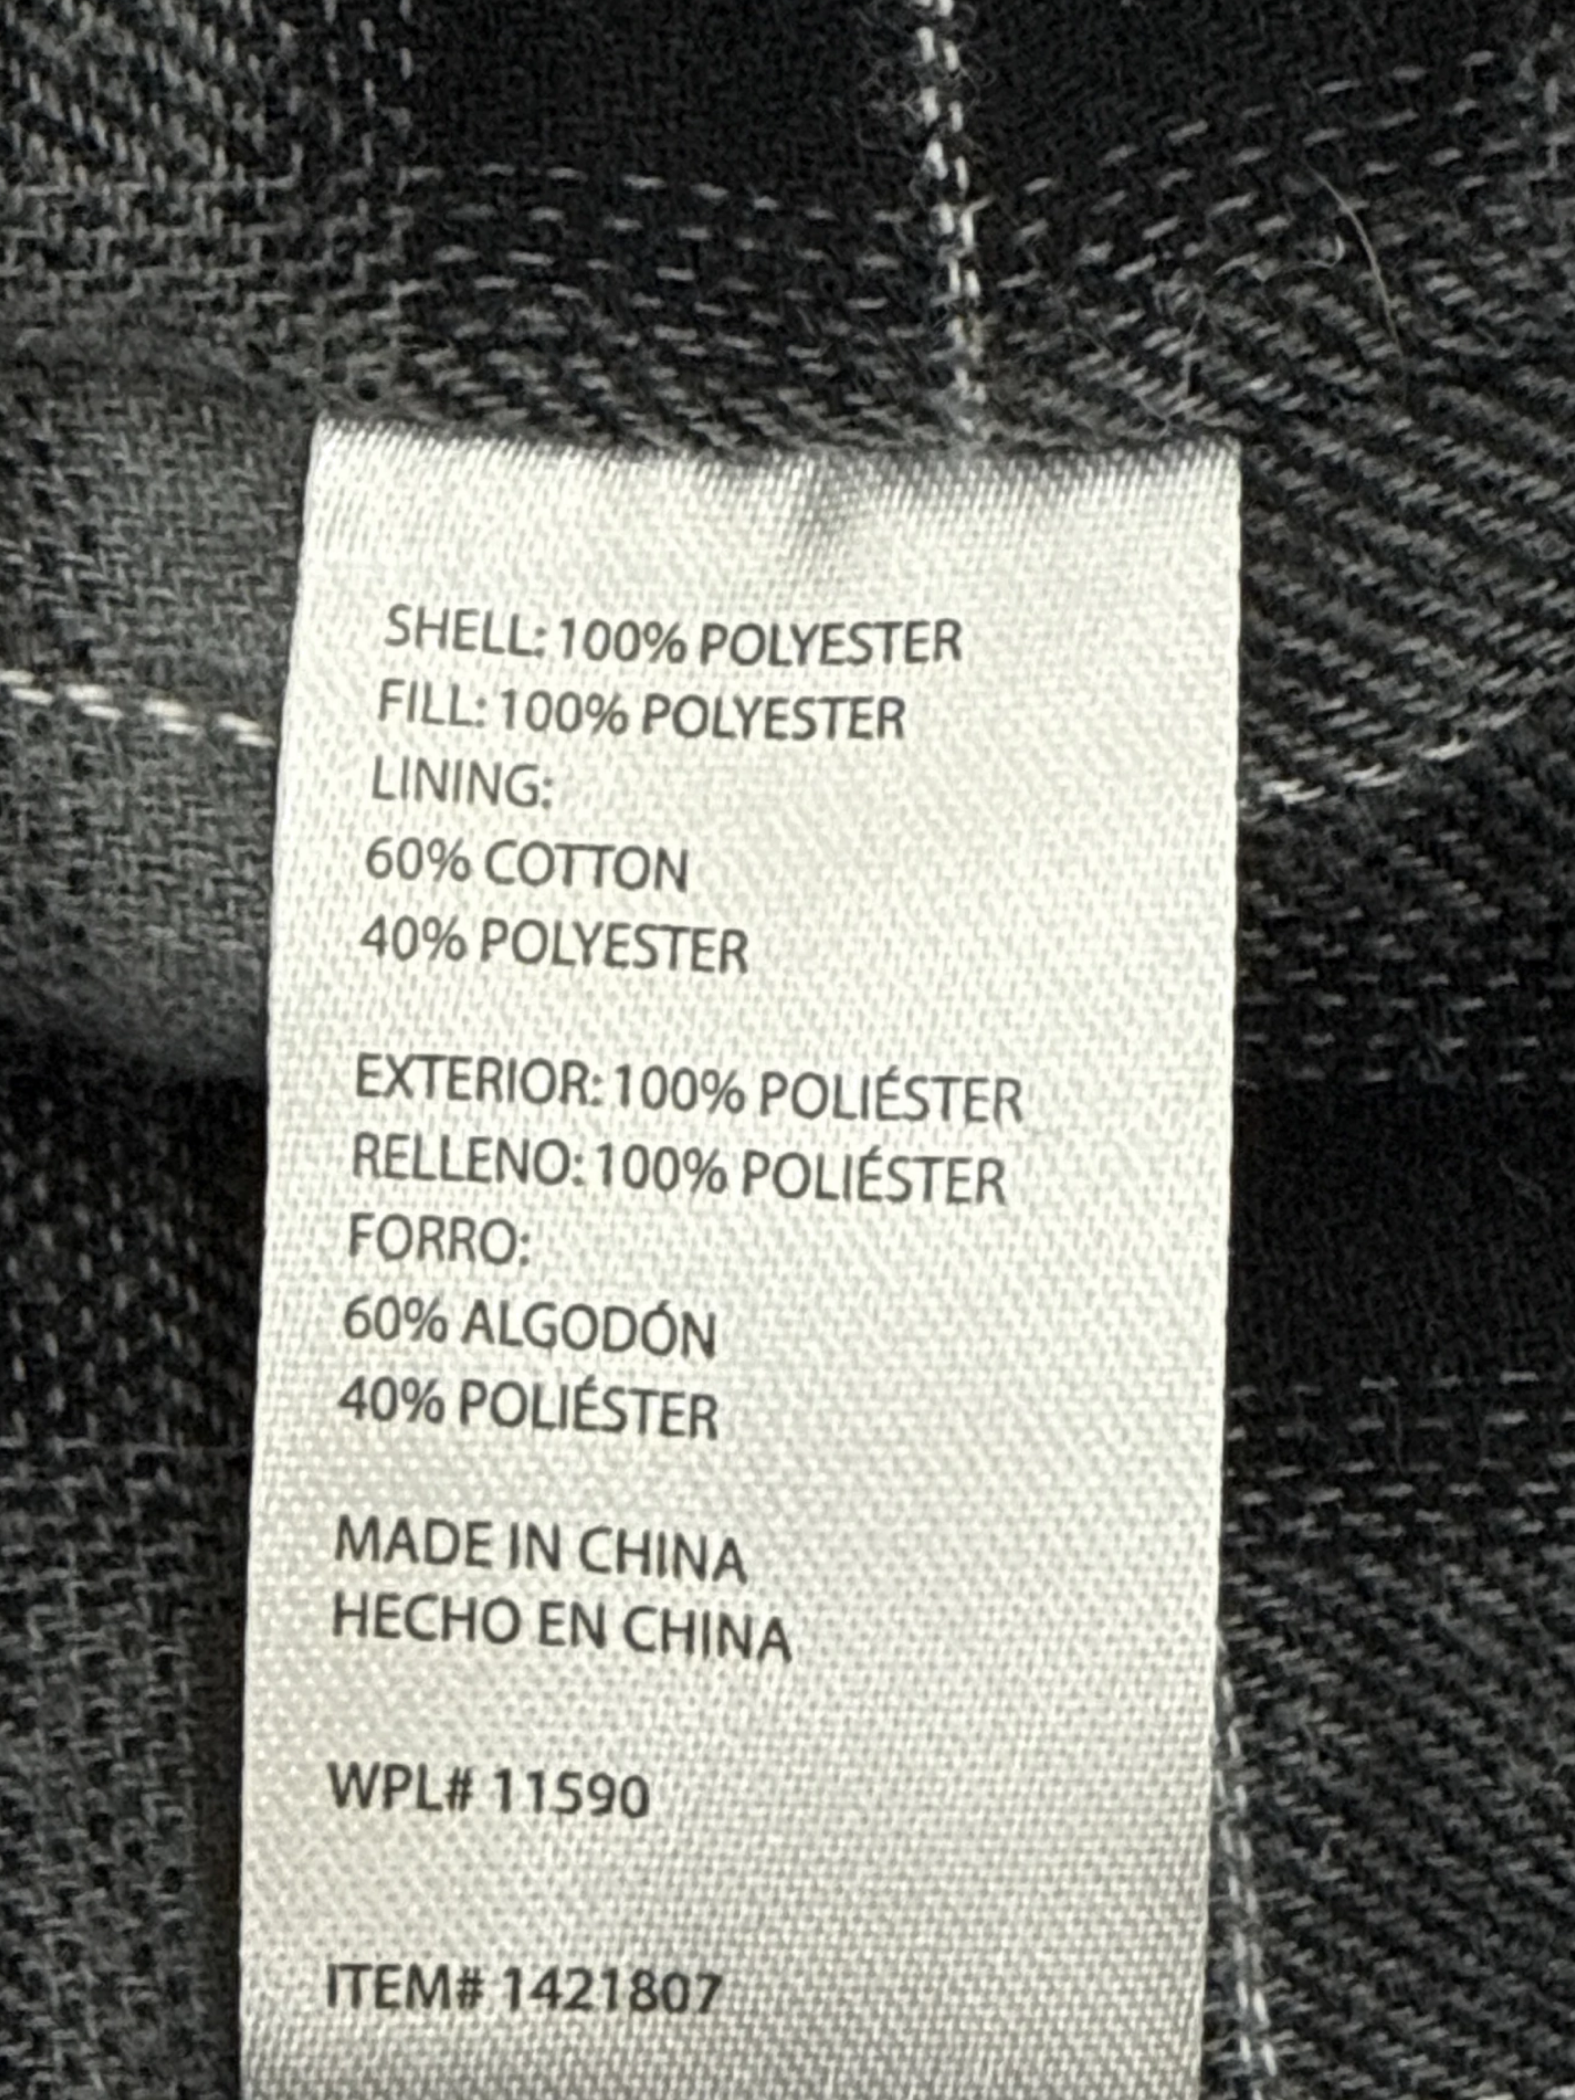 SHELL: 100% POLYESTER
FILL: 100% POLYESTER
LINING:
60% COTTON
40% POLYESTER
EXTERIOR: 100% POLIÉSTER
RELLENO: 100% POLIÉSTER
FORRO:
60% ALGODÓN
40% POLIÉSTER
MADE IN CHINA
HECHO EN CHINA
WPL# 11590
ITEM# 1421807